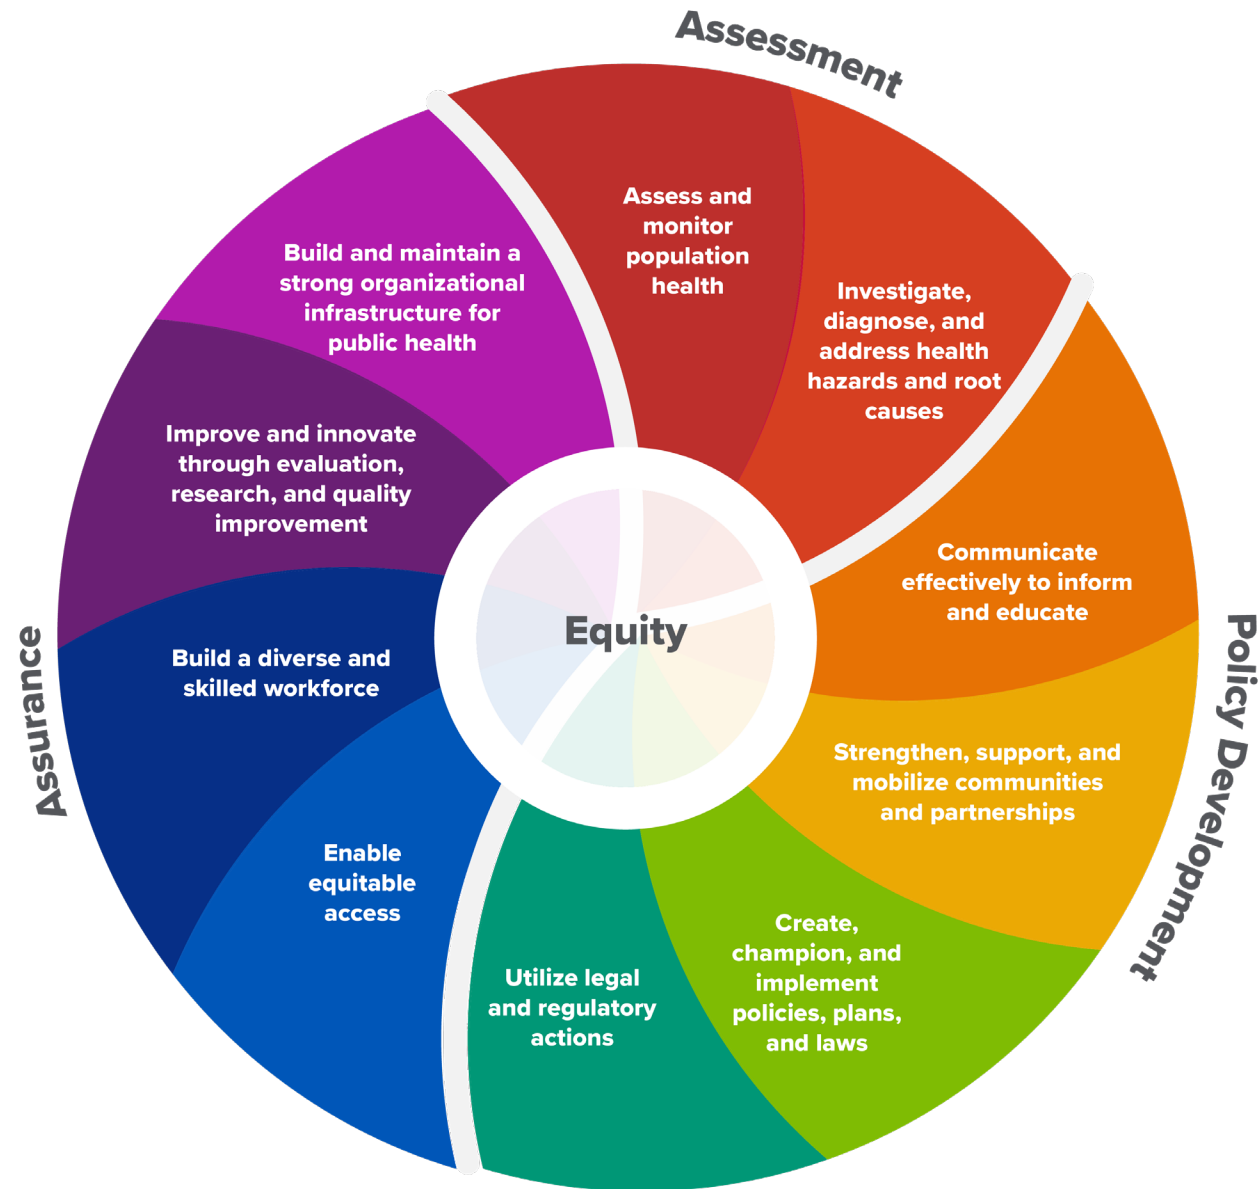 Assessment
Assess and
monitor
population
health
Investigate,
diagnose, and
address health
hazards and root
causes
Policy Development
Communicate
effectively to inform
and educate
Strengthen, support, and
mobilize communities
and partnerships
Create,
champion, and
implement
policies, plans,
and laws
Utilize legal
and regulatory
actions
Assurance
Enable
equitable
access
Build a diverse and
skilled workforce
Improve and innovate
through evaluation,
research, and quality
improvement
Build and maintain a
strong organizational
infrastructure for
public health
Equity